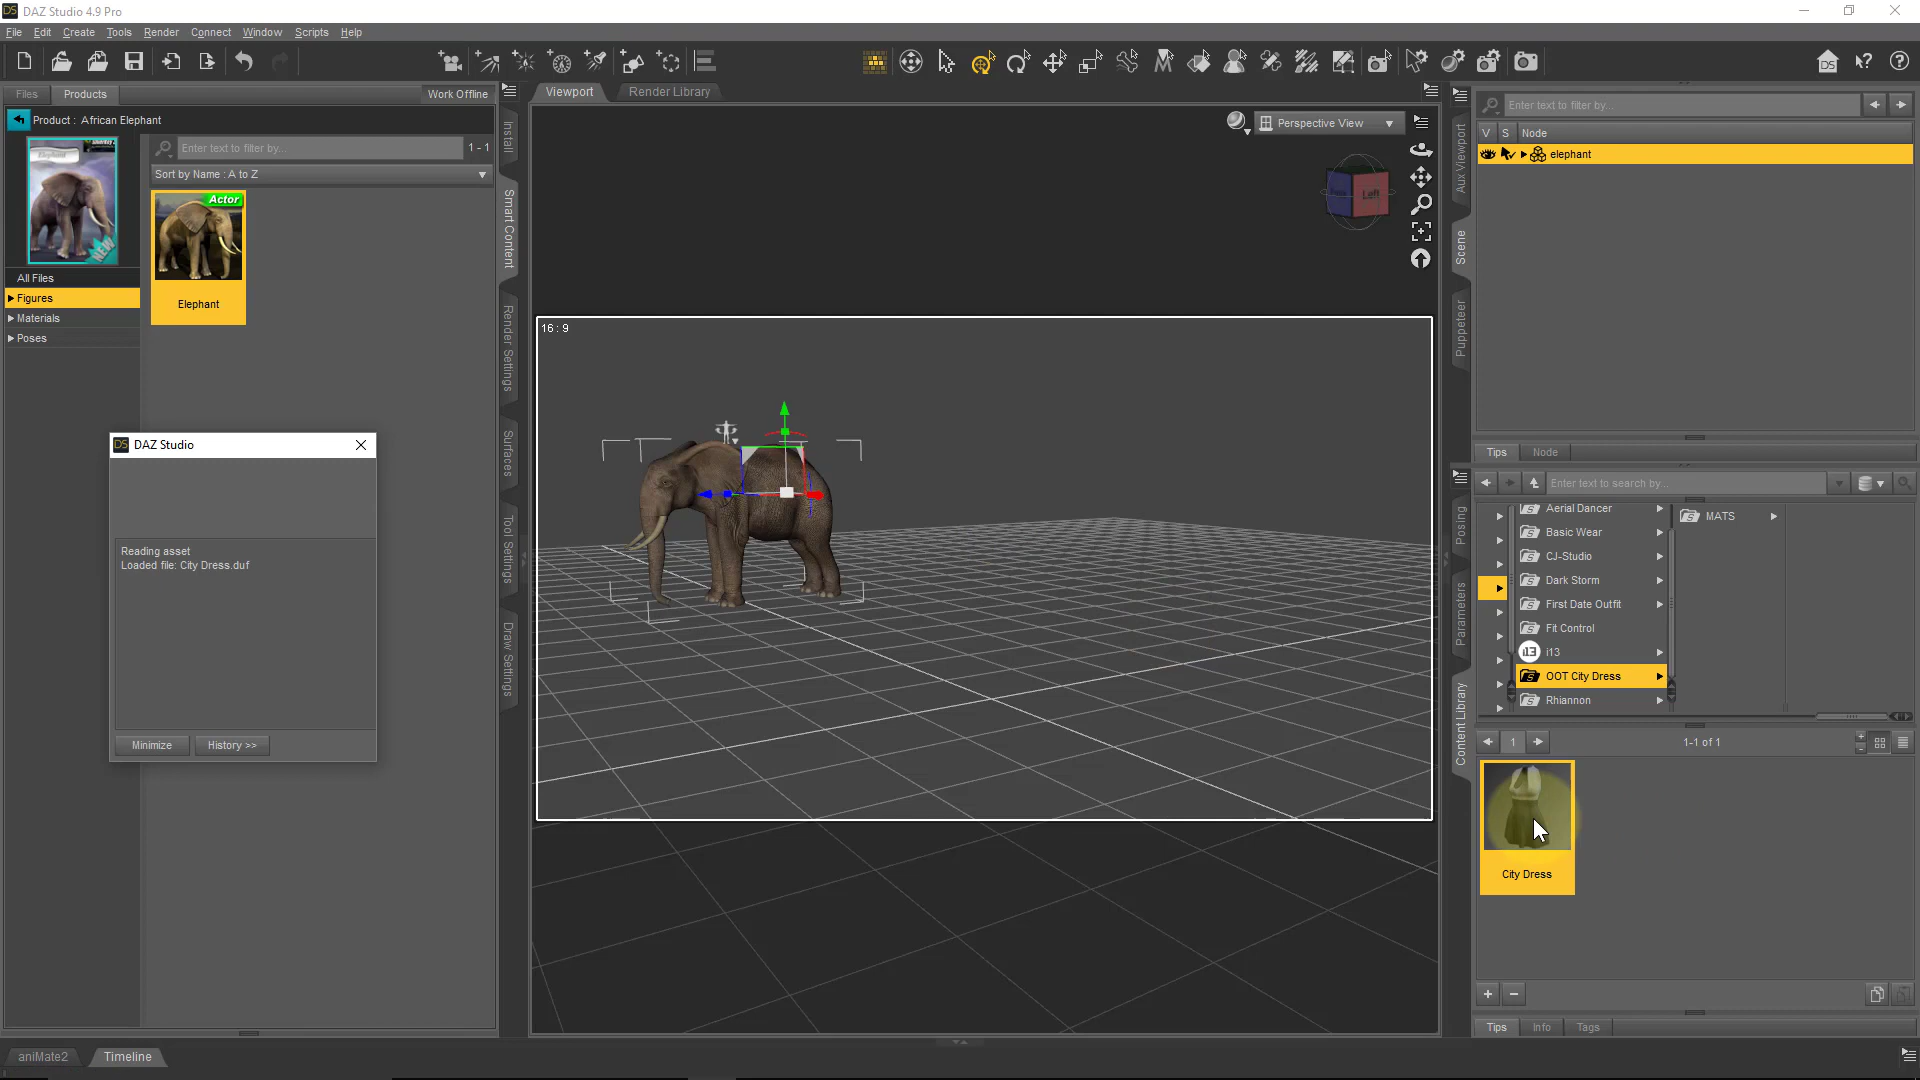 DAZ Studio 4.9 Pro
File Edit Create Tools Render Connect Window Scripts Help
Files Products Work Offline
Product : African Elephant
Enter text to filter by... 1 - 1
Sort by Name : A to Z
Actor
Elephant
NEW
All Files
Figures
Materials
Poses
Elephant
DAZ Studio
Reading asset
Loaded file: City Dress.duf
Minimize History >>
Install
Smart Content
Render Settings
Surfaces
Tool Settings
Draw Settings
Viewport Render Library
Perspective View
Left
16 : 9
Aux Viewport
Scene
Puppeteer
Enter text to filter by...
V S Node
elephant
Tips Node
Posing
Parameters
Content Library
Enter text to search by...
Aerial Dancer
Basic Wear
CJ-Studio
Dark Storm
First Date Outfit
Fit Control
i13
OOT City Dress
Rhiannon
MATS
1 1-1 of 1
City Dress
Tips Info Tags
aniMate2 Timeline